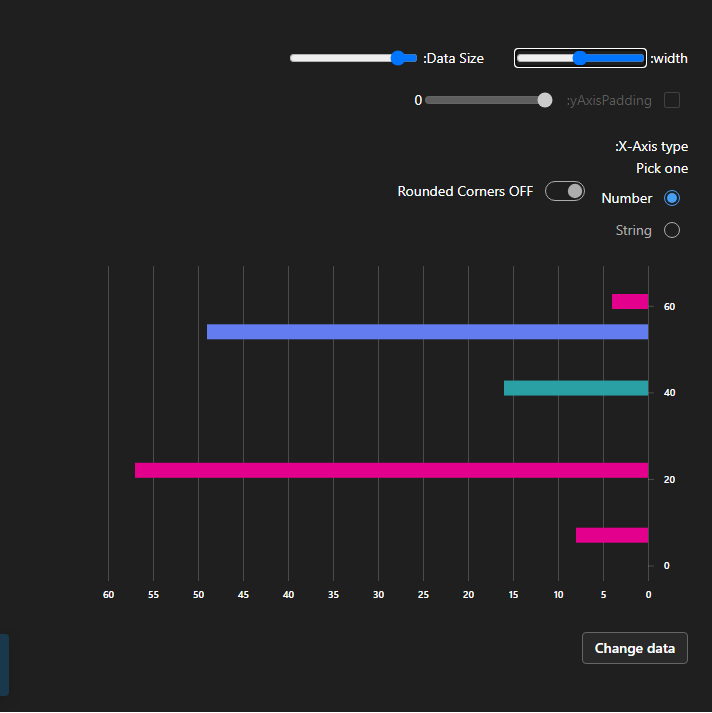 :Data Size
:width
0
:yAxisPadding
:X-Axis type
Pick one
Rounded Corners OFF
Number
String
60
40
20
0
60 55 50 45 40 35 30 25 20 15 10 5 0
Change data